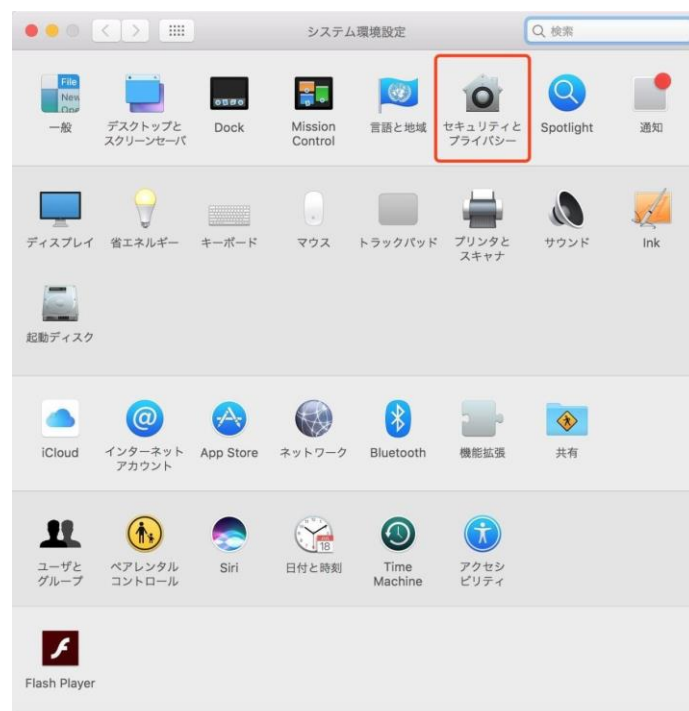 システム環境設定
検索
File
New
Ope
一般
デスクトップと
スクリーンセーバ
Dock
Mission
Control
言語と地域
セキュリティと
プライバシー
Spotlight
通知
ディスプレイ
省エネルギー
キーボード
マウス
トラックパッド
プリンタと
スキャナ
サウンド
Ink
起動ディスク
iCloud
インターネット
アカウント
App Store
ネットワーク
Bluetooth
機能拡張
共有
18
ユーザと
グループ
ペアレンタル
コントロール
Siri
日付と時刻
Time
Machine
アクセシ
ビリティ
Flash Player